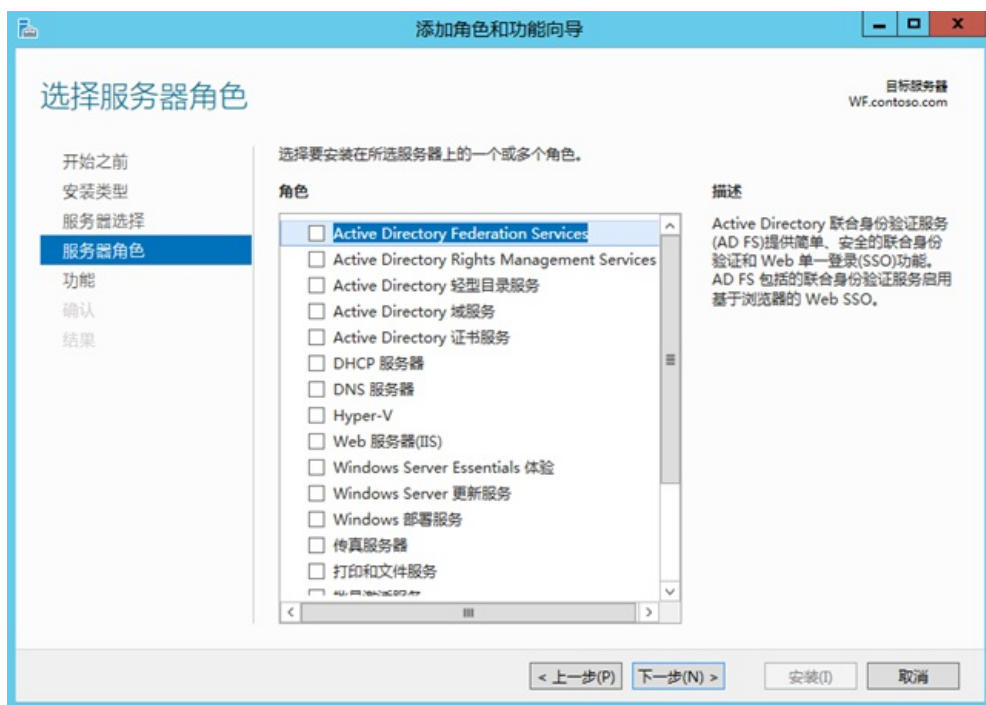 添加角色和功能向导
选择服务器角色
目标服务器
WF.contoso.com
开始之前
安装类型
服务器选择
服务器角色
功能
确认
结果
选择要安装在所选服务器上的一个或多个角色。
角色
Active Directory Federation Services
Active Directory Rights Management Services
Active Directory 轻型目录服务
Active Directory 域服务
Active Directory 证书服务
DHCP 服务器
DNS 服务器
Hyper-V
Web 服务器(IIS)
Windows Server Essentials 体验
Windows Server 更新服务
Windows 部署服务
传真服务器
打印和文件服务
描述
Active Directory 联合身份验证服务
(AD FS)提供简单、安全的联合身份
验证和 Web 单一登录(SSO)功能。
AD FS 包括的联合身份验证服务启用
基于浏览器的 Web SSO。
< 上一步(P)
下一步(N) >
安装(I)
取消